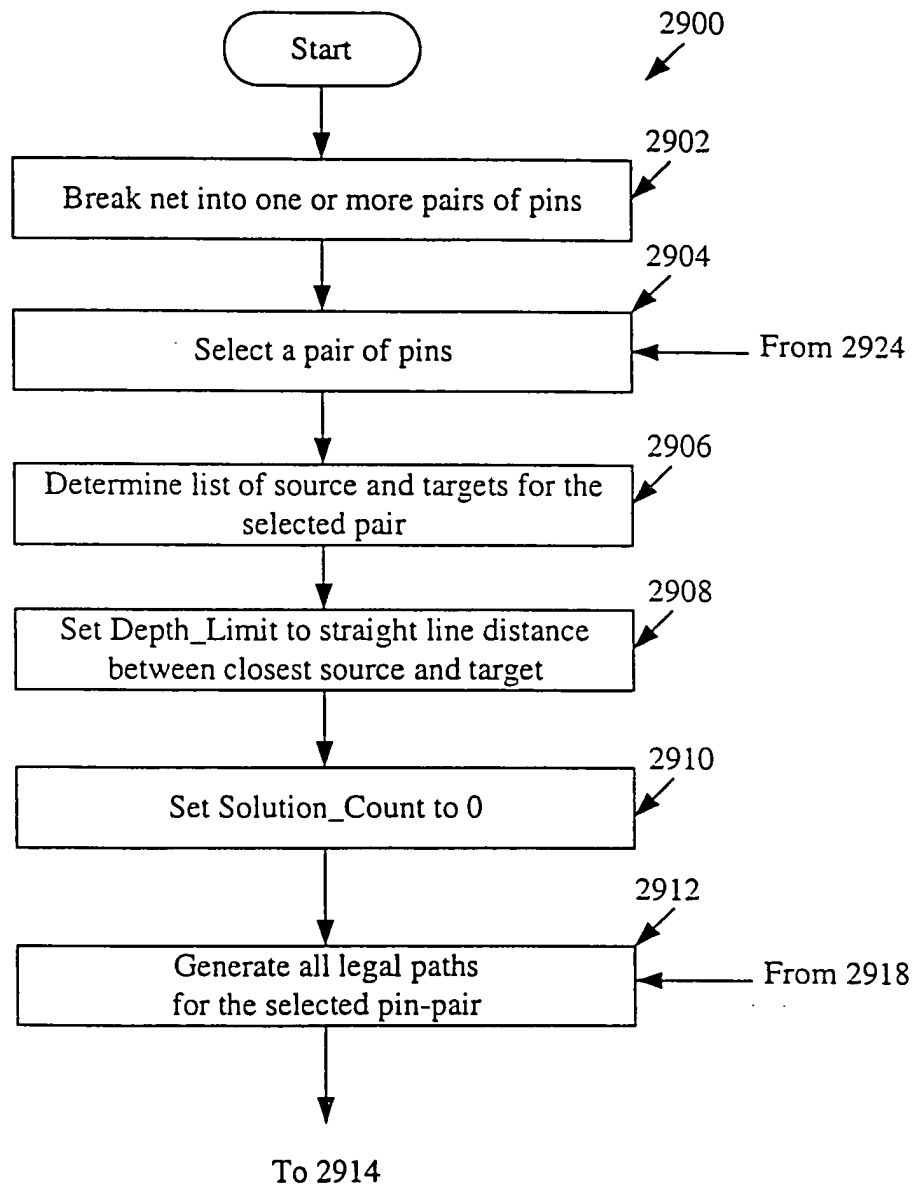 Start
2900
2902
Break net into one or more pairs of pins
2904
Select a pair of pins
From 2924
2906
Determine list of source and targets for the
selected pair
2908
Set Depth_Limit to straight line distance
between closest source and target
2910
Set Solution_Count to 0
2912
Generate all legal paths
for the selected pin-pair
From 2918
To 2914